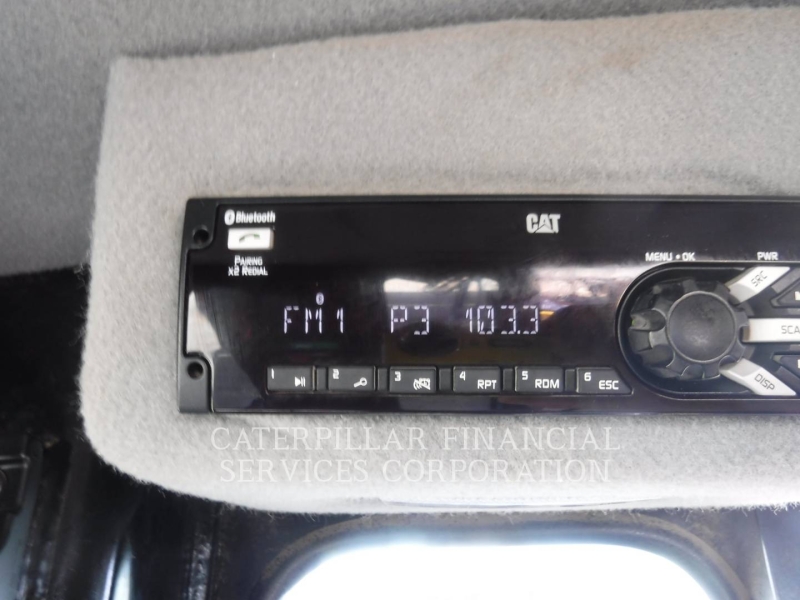 Bluetooth
CAT
PAIRING
X2 REDIAL
MENU • OK
PWR
SRC
FM1 P3 103.3
SCA
DISP
1
2
3
4 RPT
5 RDM
6 ESC
CATERPILLAR FINANCIAL
SERVICES CORPORATION